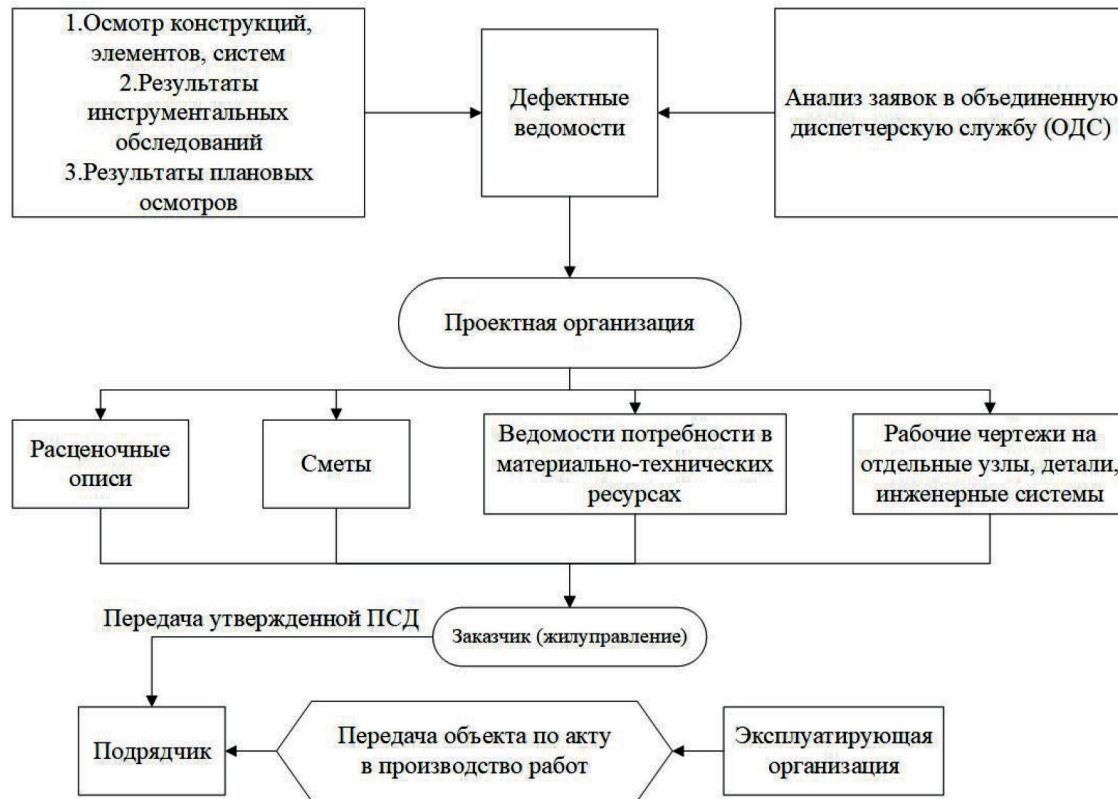 1.Осмотр конструкций,
элементов, систем
2.Результаты
инструментальных
обследований
3.Результаты плановых
осмотров
Дефектные
ведомости
Анализ заявок в объединенную
диспетчерскую службу (ОДС)
Проектная организация
Расценочные
описи
Сметы
Ведомости потребности в
материально-технических
ресурсах
Рабочие чертежи на
отдельные узлы, детали,
инженерные системы
Передача утвержденной ПСД
Заказчик (жилуправление)
Подрядчик
Передача объекта по акту
в производство работ
Эксплуатирующая
организация